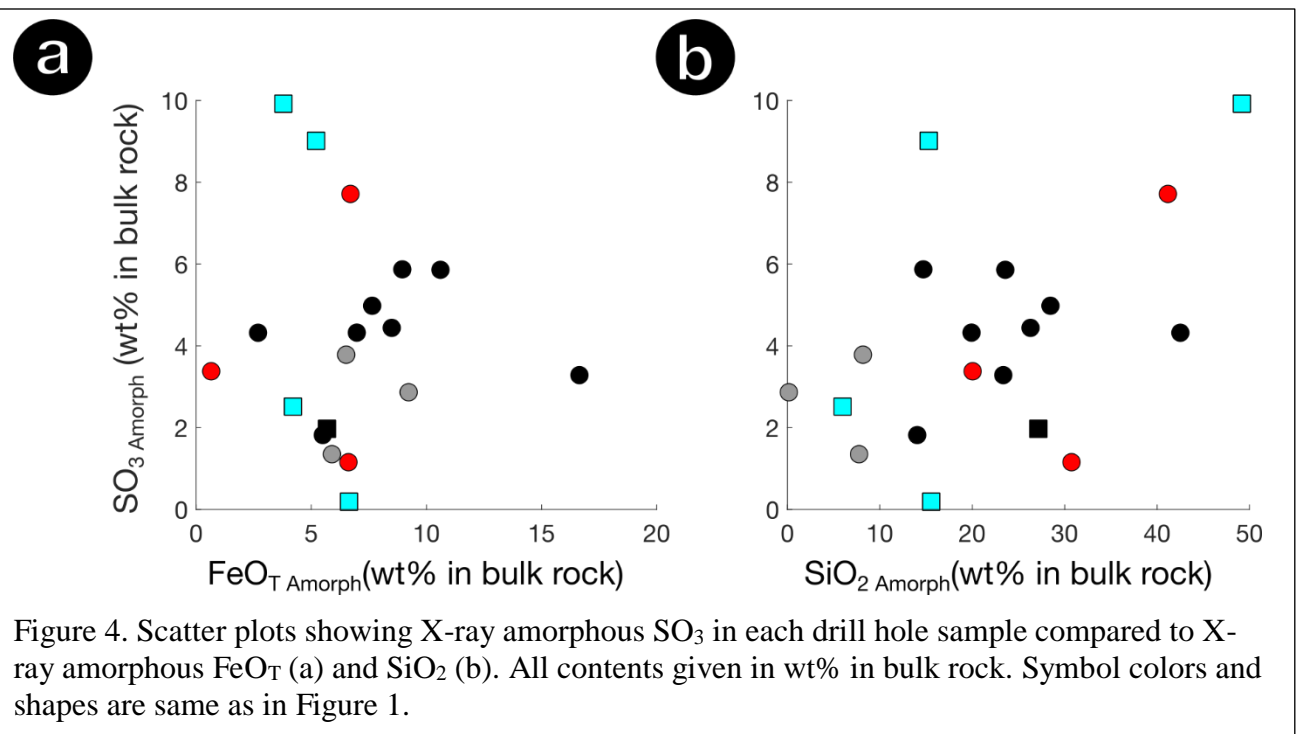 a
b
10
8
6
4
2
0
SO3 Amorph (wt% in bulk rock)
0 5 10 15 20
FeOT Amorph(wt% in bulk rock)
10
8
6
4
2
0
0 10 20 30 40 50
SiO2 Amorph(wt% in bulk rock)
Figure 4. Scatter plots showing X-ray amorphous SO3 in each drill hole sample compared to X-
ray amorphous FeOT (a) and SiO2 (b). All contents given in wt% in bulk rock. Symbol colors and
shapes are same as in Figure 1.